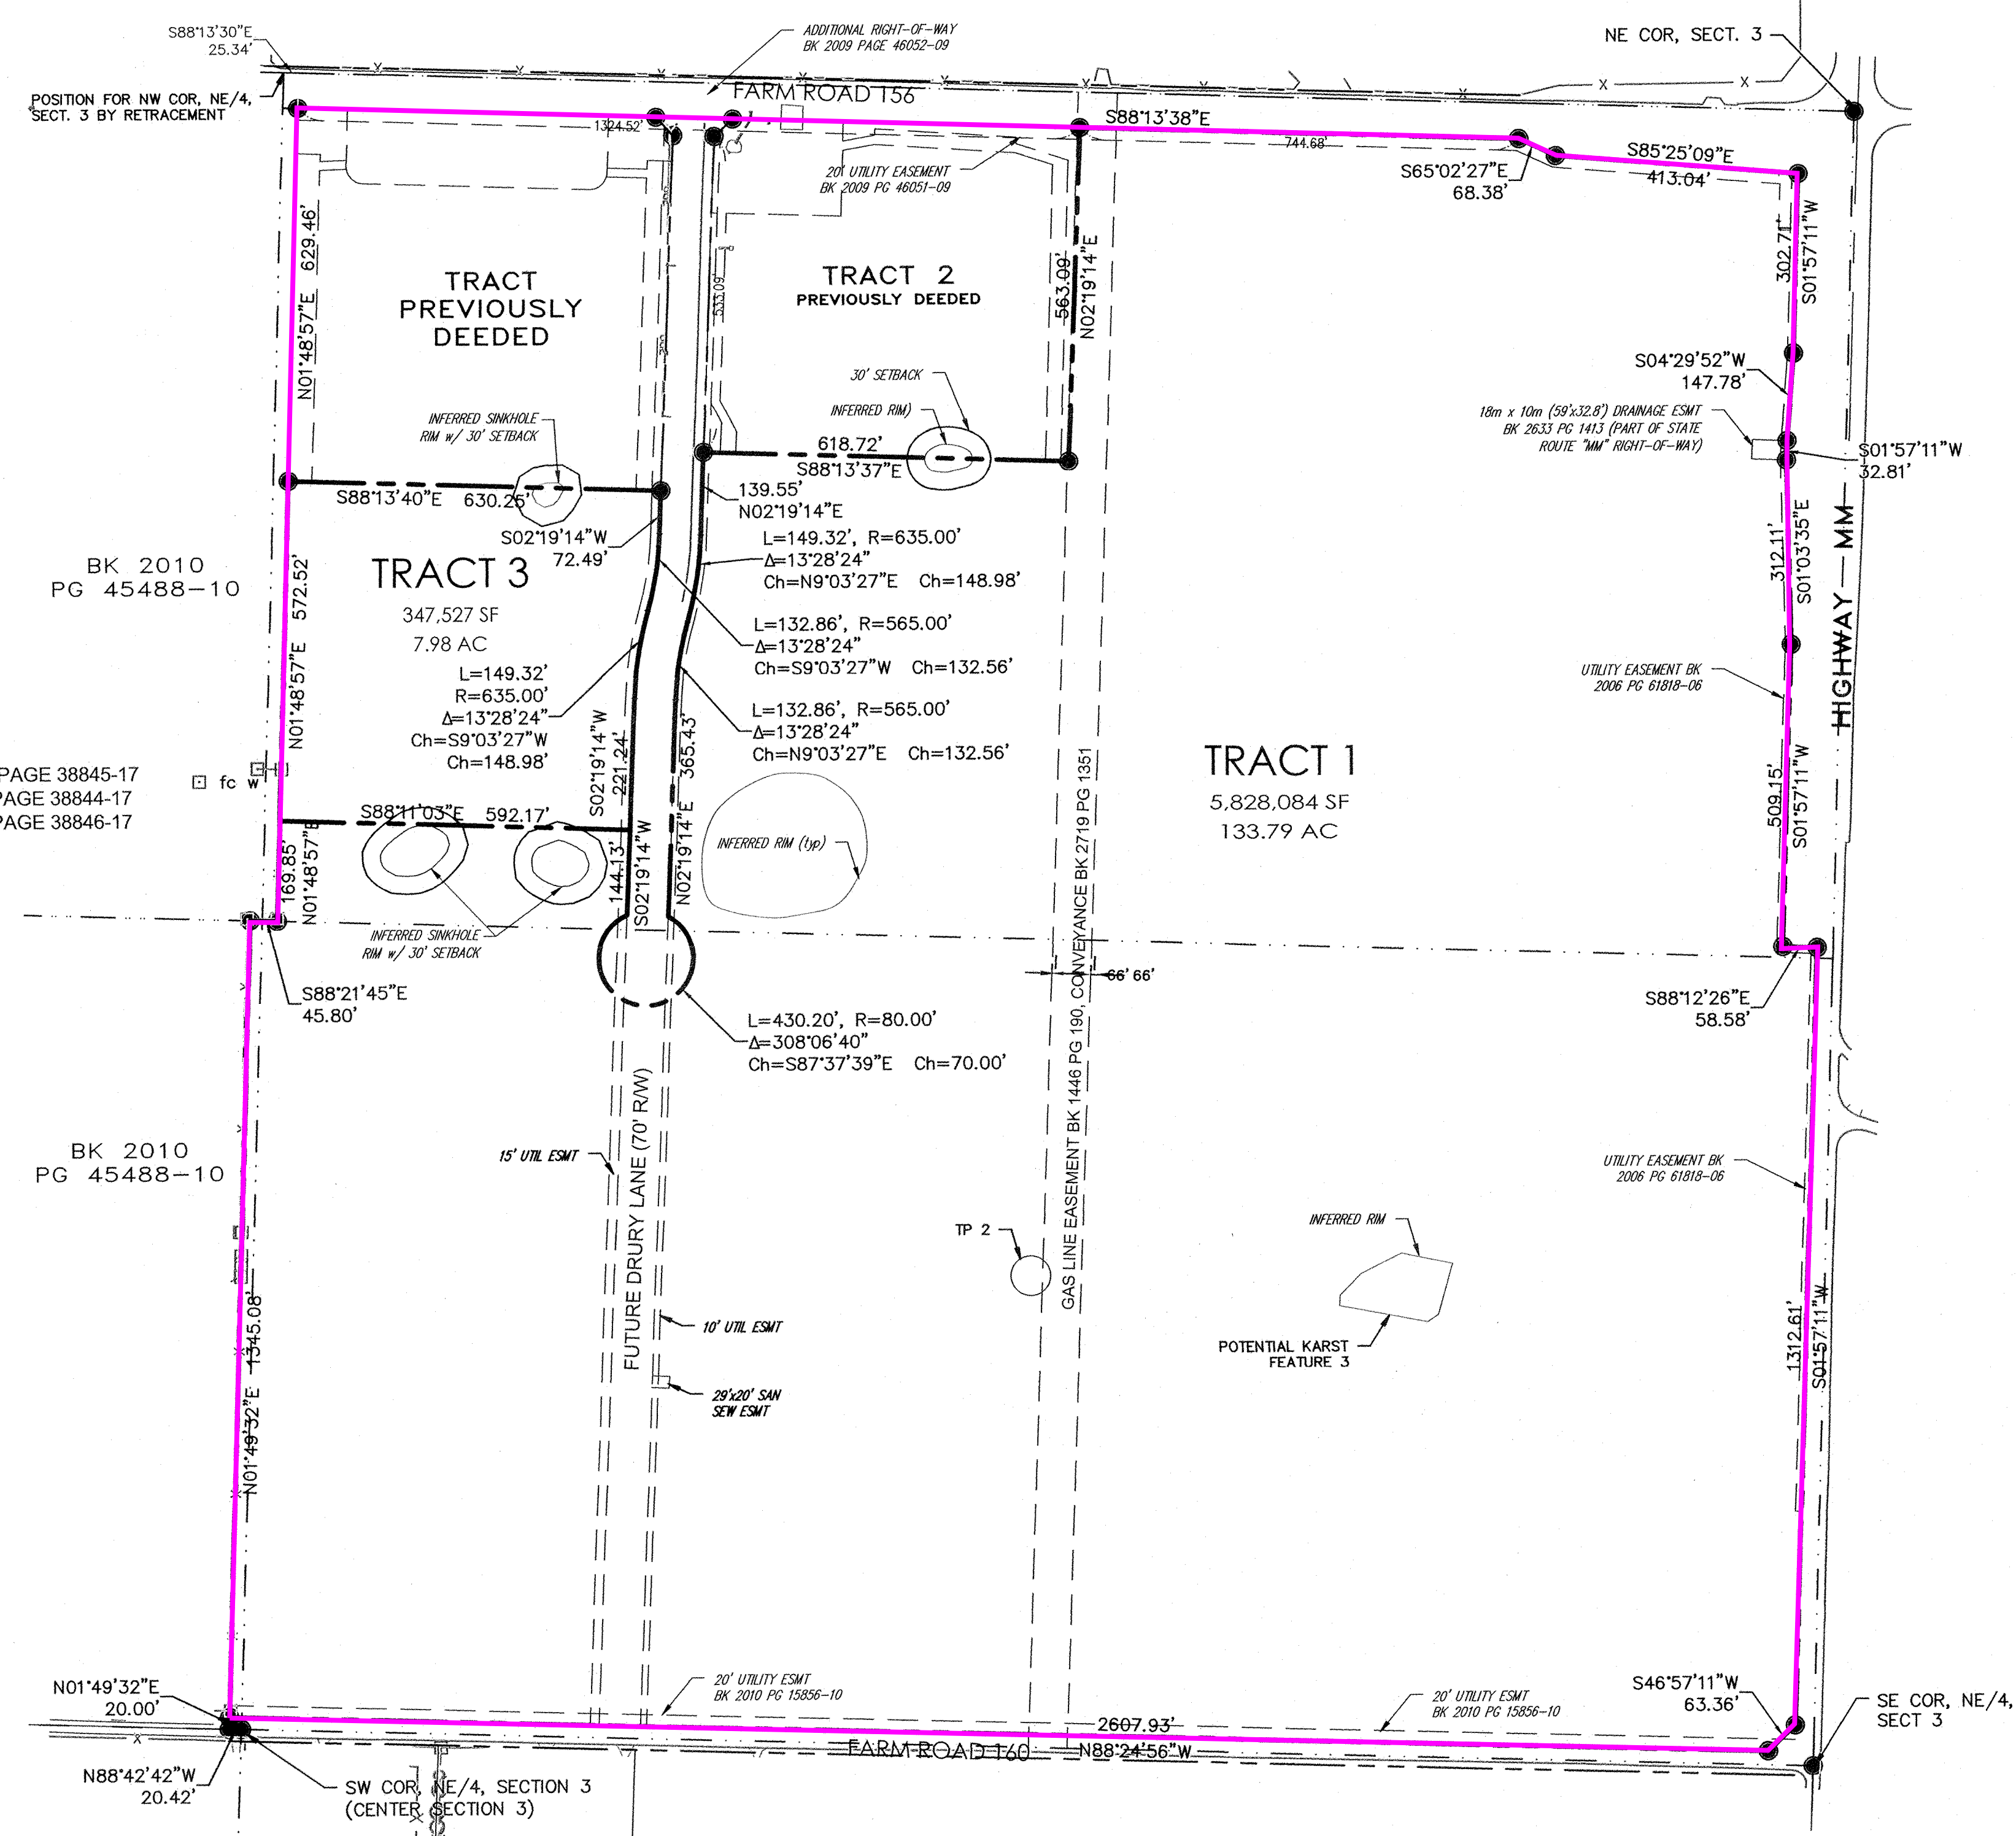 S88°13'30"E
25.34'
POSITION FOR NW COR, NE/4,
SECT. 3 BY RETRACEMENT
ADDITIONAL RIGHT-OF-WAY
BK 2009 PAGE 46052-09
NE COR, SECT. 3
FARM ROAD 156
1324.52'
S88°13'38"E
744.68'
20' UTILITY EASEMENT
BK 2009 PG 46051-09
S65°02'27"E
68.38'
S85°25'09"E
413.04'
N01°48'57"E 629.46'
TRACT
PREVIOUSLY
DEEDED
533.09'
TRACT 2
PREVIOUSLY DEEDED
563.09'
N02°19'14"E
302.71'
S01°57'11"W
S04°29'52"W
147.78'
30' SETBACK
INFERRED RIM)
INFERRED SINKHOLE
RIM w/ 30' SETBACK
18m x 10m (59'x32.8') DRAINAGE ESMT
BK 2633 PG 1413 (PART OF STATE
ROUTE "MM" RIGHT-OF-WAY)
S01°57'11"W
32.81'
618.72'
S88°13'37"E
S88°13'40"E 630.25'
139.55'
N02°19'14"E
S02°19'14"W
72.49'
BK 2010
PG 45488-10
N01°48'57"E 572.52'
TRACT 3
347,527 SF
7.98 AC
L=149.32', R=635.00'
Δ=13°28'24"
Ch=N9°03'27"E Ch=148.98'
L=132.86', R=565.00'
Δ=13°28'24"
Ch=S9°03'27"W Ch=132.56'
L=149.32'
R=635.00'
Δ=13°28'24"
Ch=S9°03'27"W
Ch=148.98'
L=132.86', R=565.00'
Δ=13°28'24"
Ch=N9°03'27"E Ch=132.56'
312.11'
S01°03'35"E
HIGHWAY MM
UTILITY EASEMENT BK
2006 PG 61818-06
TRACT 1
5,828,084 SF
133.79 AC
509.15'
S01°57'11"W
PAGE 38845-17
PAGE 38844-17
PAGE 38846-17
fc w
S02°19'14"W
221.24'
N02°19'14"E 365.43'
S88°11'03"E 592.17'
169.85'
N01°48'57"E
144.13'
S02°19'14"W
INFERRED RIM (typ)
INFERRED SINKHOLE
RIM w/ 30' SETBACK
GAS LINE EASEMENT BK 1446 PG 190, CONVEYANCE BK 2719 PG 1351
66' 66'
S88°21'45"E
45.80'
S88°12'26"E
58.58'
L=430.20', R=80.00'
Δ=308°06'40"
Ch=S87°37'39"E Ch=70.00'
BK 2010
PG 45488-10
15' UTIL ESMT
FUTURE DRURY LANE (70' R/W)
UTILITY EASEMENT BK
2006 PG 61818-06
TP 2
INFERRED RIM
POTENTIAL KARST
FEATURE 3
10' UTIL ESMT
29'x20' SAN
SEW ESMT
N01°49'32"E 1345.08'
1312.61'
S01°57'11"W
N01°49'32"E
20.00'
20' UTILITY ESMT
BK 2010 PG 15856-10
20' UTILITY ESMT
BK 2010 PG 15856-10
S46°57'11"W
63.36'
SE COR, NE/4,
SECT 3
2607.93'
FARM ROAD 160
N88°24'56"W
N88°42'42"W
20.42'
SW COR, NE/4, SECTION 3
(CENTER SECTION 3)